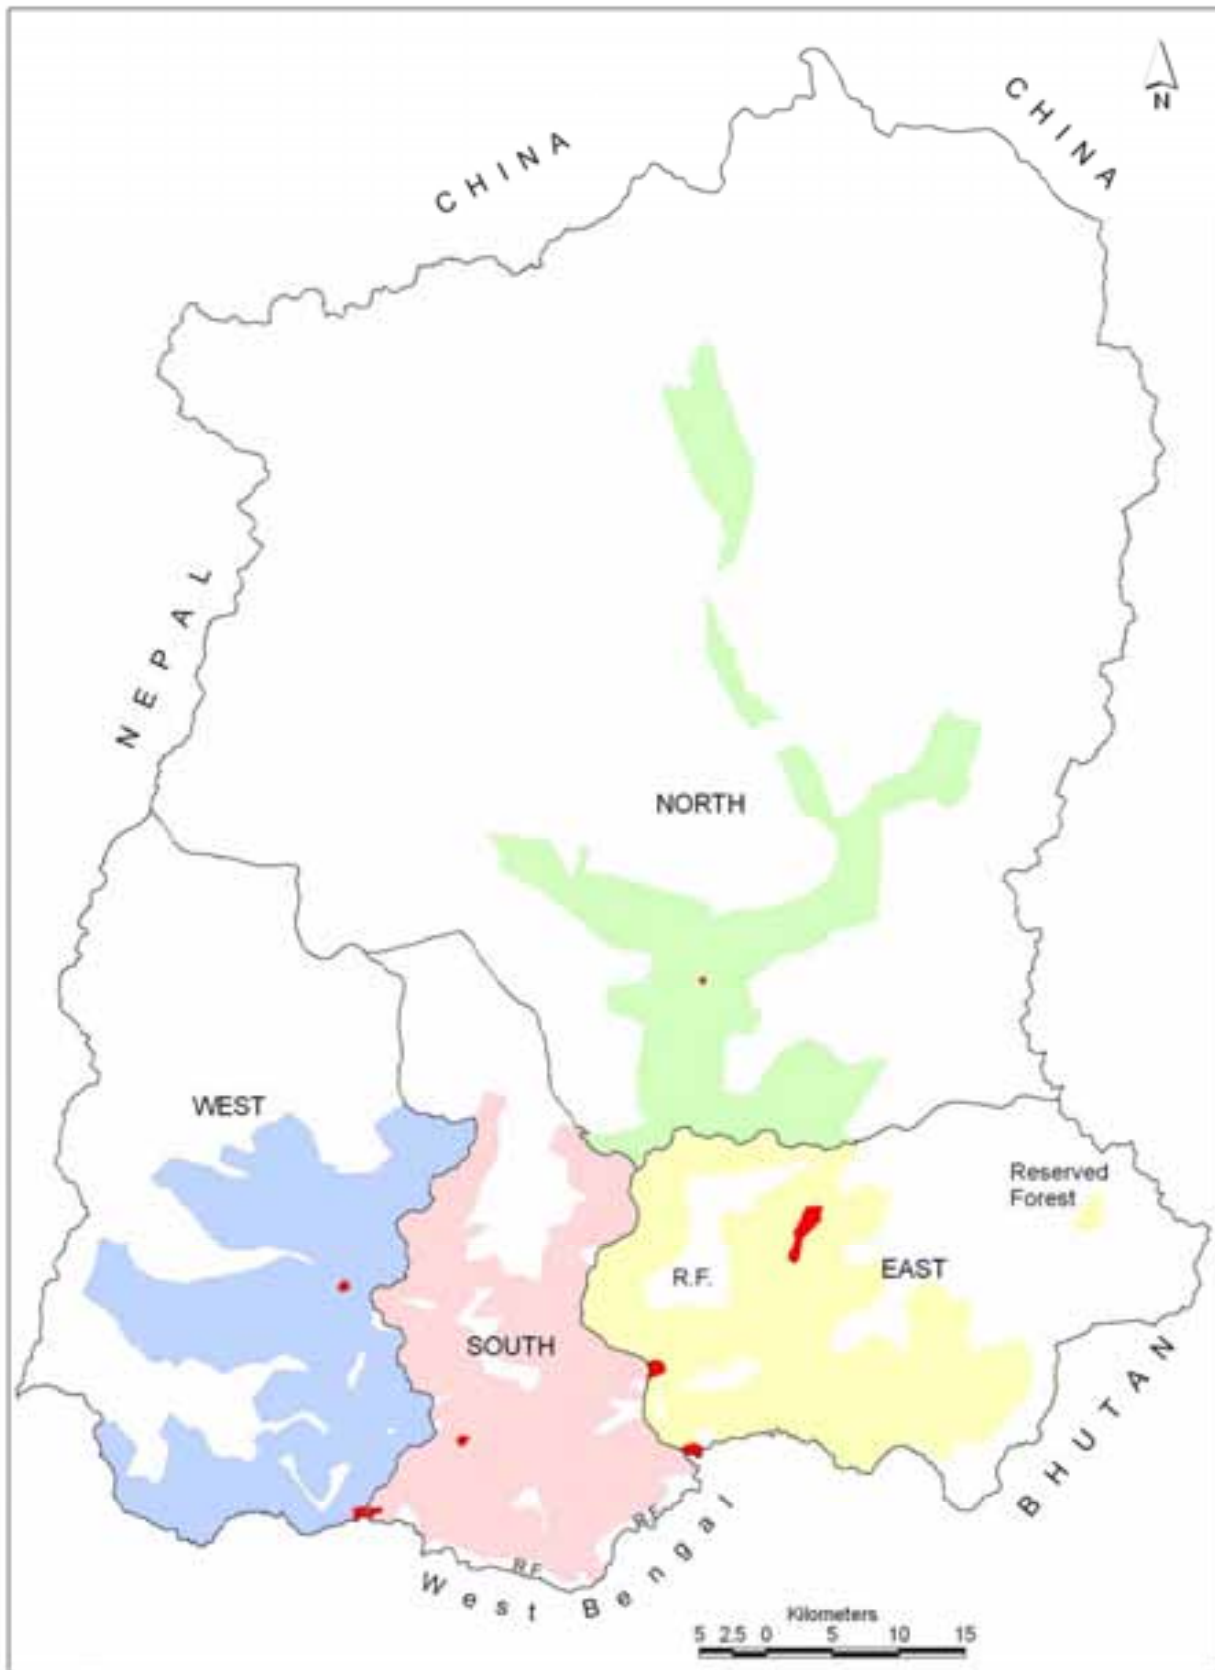 CHINA
CHINA
N
NEPAL
NORTH
WEST
Reserved
Forest
R.F.
EAST
SOUTH
BHUTAN
R.F.
R.F.
West Bengal
Kilometers
5 2.5 0 5 10 15